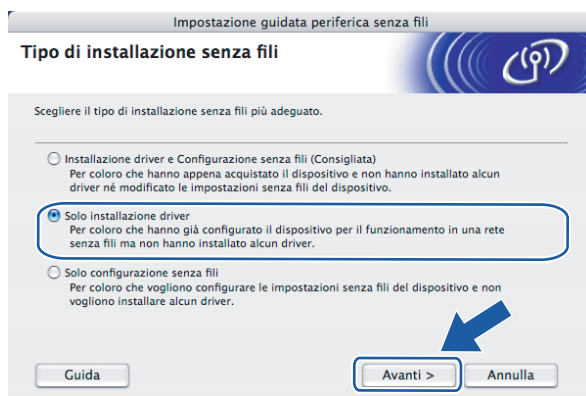 Impostazione guidata periferica senza fili
Tipo di installazione senza fili
Scegliere il tipo di installazione senza fili più adeguato.
Installazione driver e Configurazione senza fili (Consigliata)
Per coloro che hanno appena acquistato il dispositivo e non hanno installato alcun
driver né modificato le impostazioni senza fili del dispositivo.
Solo installazione driver
Per coloro che hanno già configurato il dispositivo per il funzionamento in una rete
senza fili ma non hanno installato alcun driver.
Solo configurazione senza fili
Per coloro che vogliono configurare le impostazioni senza fili del dispositivo e non
vogliono installare alcun driver.
Guida
Avanti >
Annulla